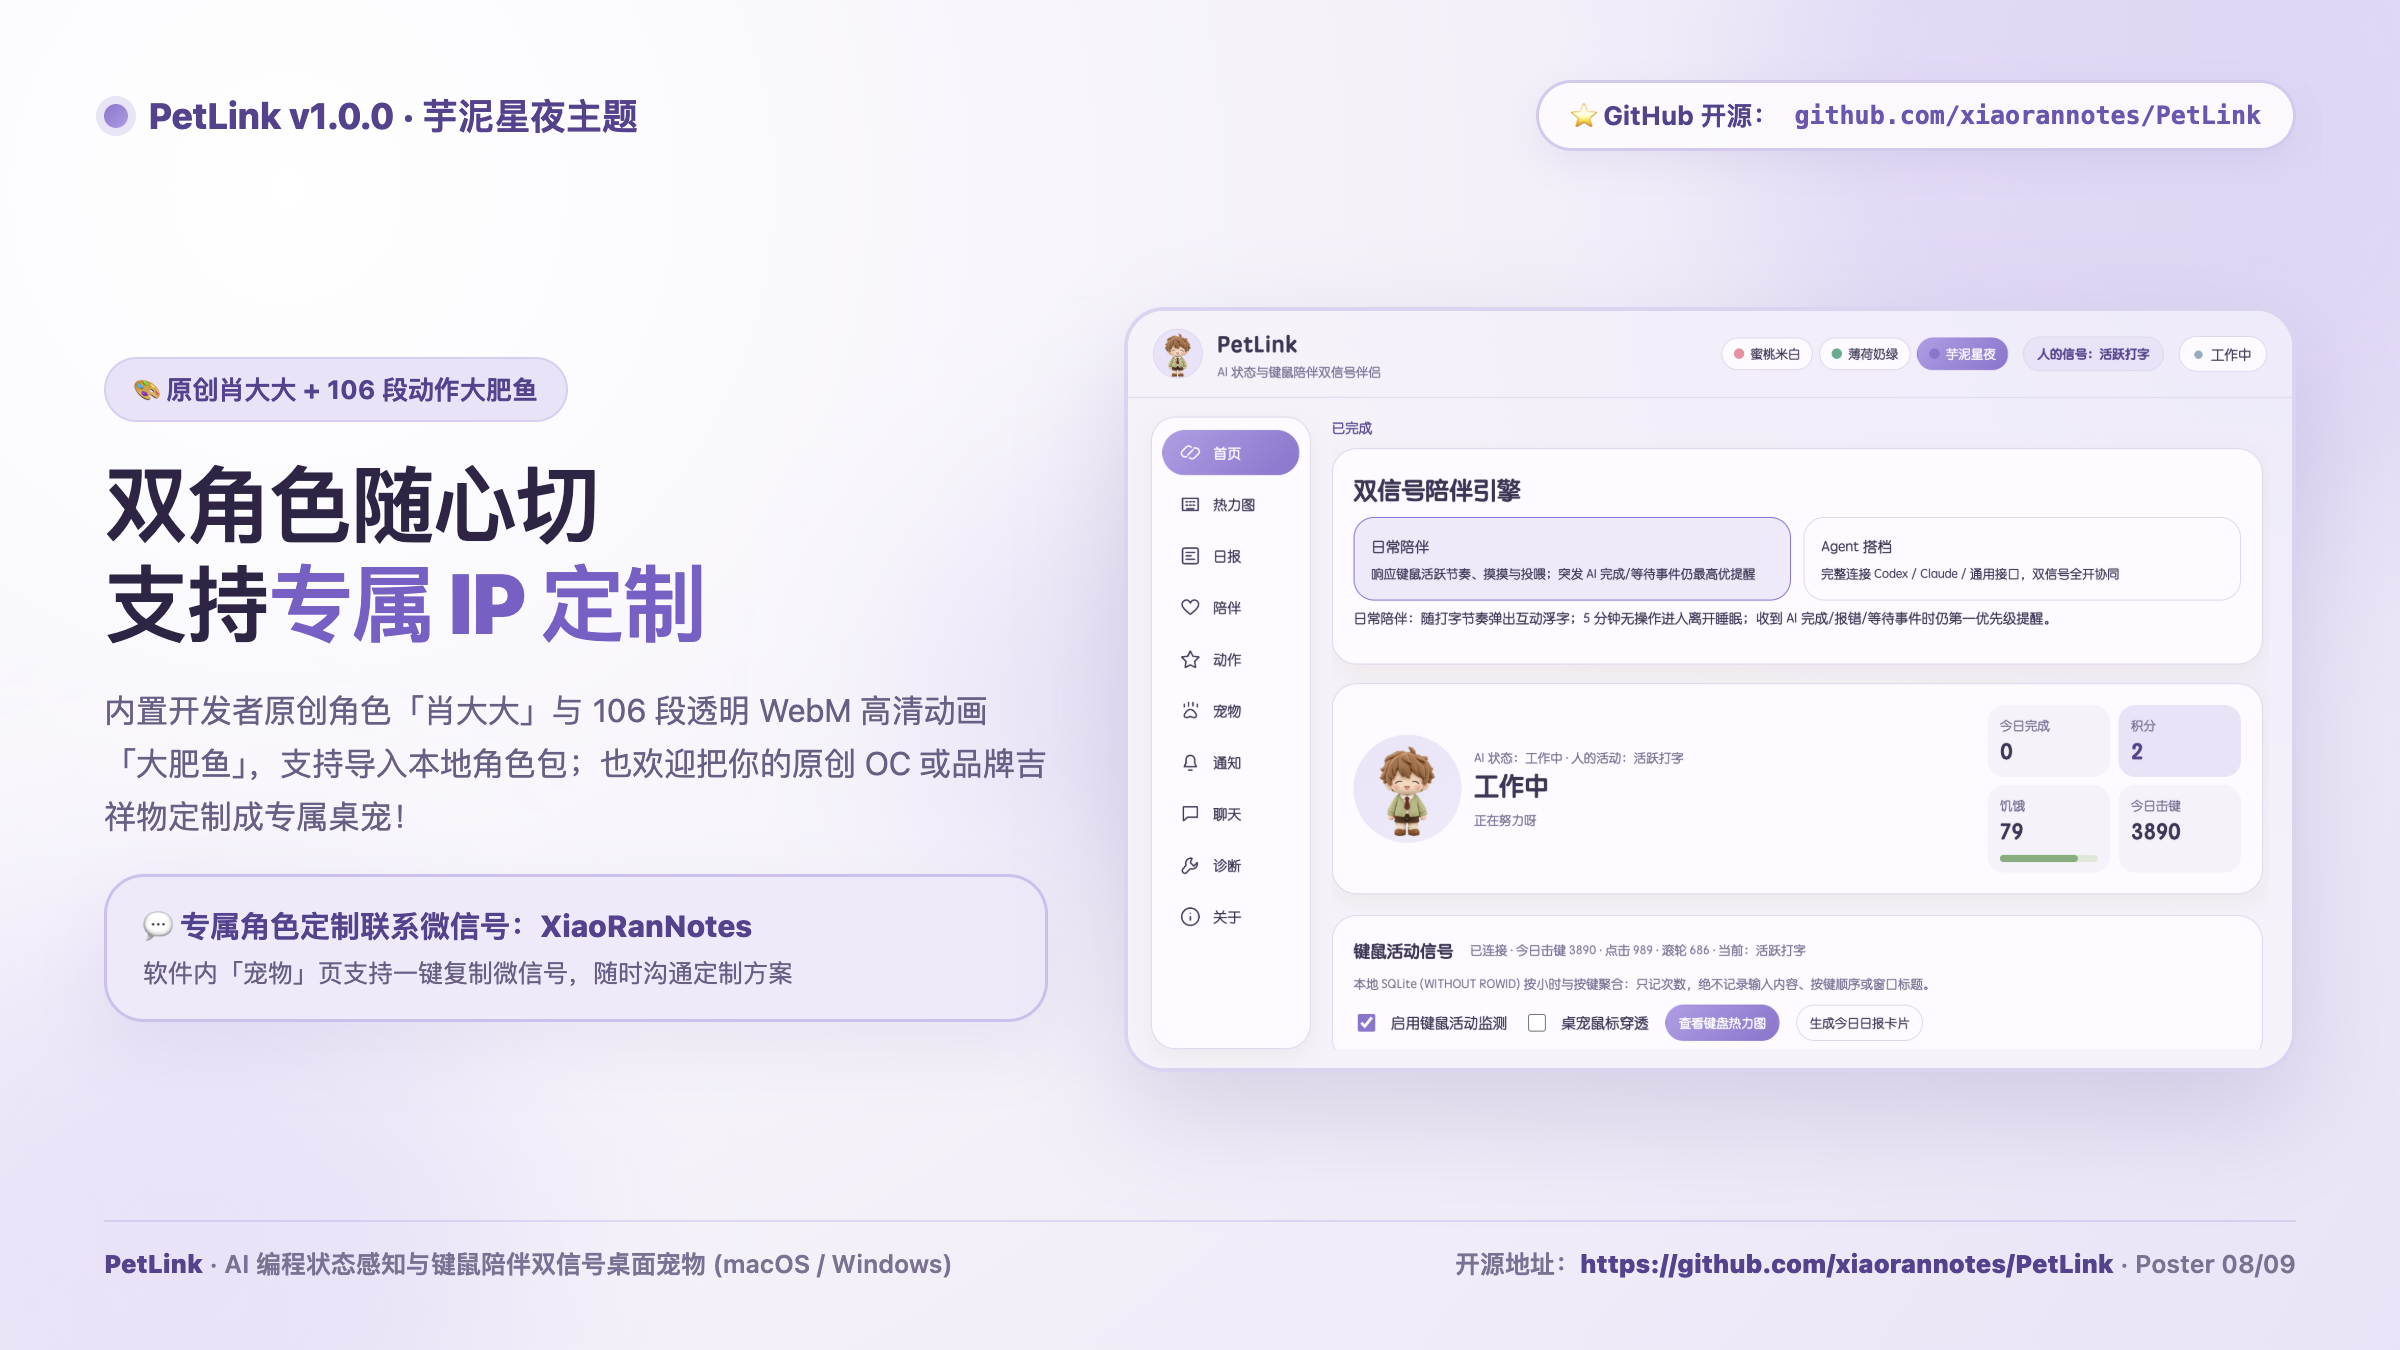 PetLink v1.0.0 · 芋泥星夜主题
⭐ GitHub 开源： github.com/xiaorannotes/PetLink
🎨 原创肖大大 + 106 段动作大肥鱼
双角色随心切
支持专属 IP 定制
内置开发者原创角色「肖大大」与 106 段透明 WebM 高清动画
「大肥鱼」，支持导入本地角色包；也欢迎把你的原创 OC 或品牌吉
祥物定制成专属桌宠！
💬 专属角色定制联系微信号：XiaoRanNotes
软件内「宠物」页支持一键复制微信号，随时沟通定制方案
PetLink
AI 状态与键鼠陪伴双信号伴侣
蜜桃米白
薄荷奶绿
芋泥星夜
人的信号：活跃打字
工作中
首页
热力图
日报
陪伴
动作
宠物
通知
聊天
诊断
关于
已完成
双信号陪伴引擎
日常陪伴
响应键鼠活跃节奏、摸摸与投喂；突发 AI 完成/等待事件仍最高优提醒
Agent 搭档
完整连接 Codex / Claude / 通用接口，双信号全开协同
日常陪伴：随打字节奏弹出互动浮字；5 分钟无操作进入离开睡眠；收到 AI 完成/报错/等待事件时仍第一优先级提醒。
AI 状态：工作中 · 人的活动：活跃打字
工作中
正在努力呀
今日完成
0
积分
2
饥饿
79
今日击键
3890
键鼠活动信号 已连接 · 今日击键 3890 · 点击 989 · 滚轮 686 · 当前：活跃打字
本地 SQLite (WITHOUT ROWID) 按小时与按键聚合：只记次数，绝不记录输入内容、按键顺序或窗口标题。
启用键鼠活动监测
桌宠鼠标穿透
查看键盘热力图
生成今日日报卡片
PetLink · AI 编程状态感知与键鼠陪伴双信号桌面宠物 (macOS / Windows)
开源地址：https://github.com/xiaorannotes/PetLink · Poster 08/09